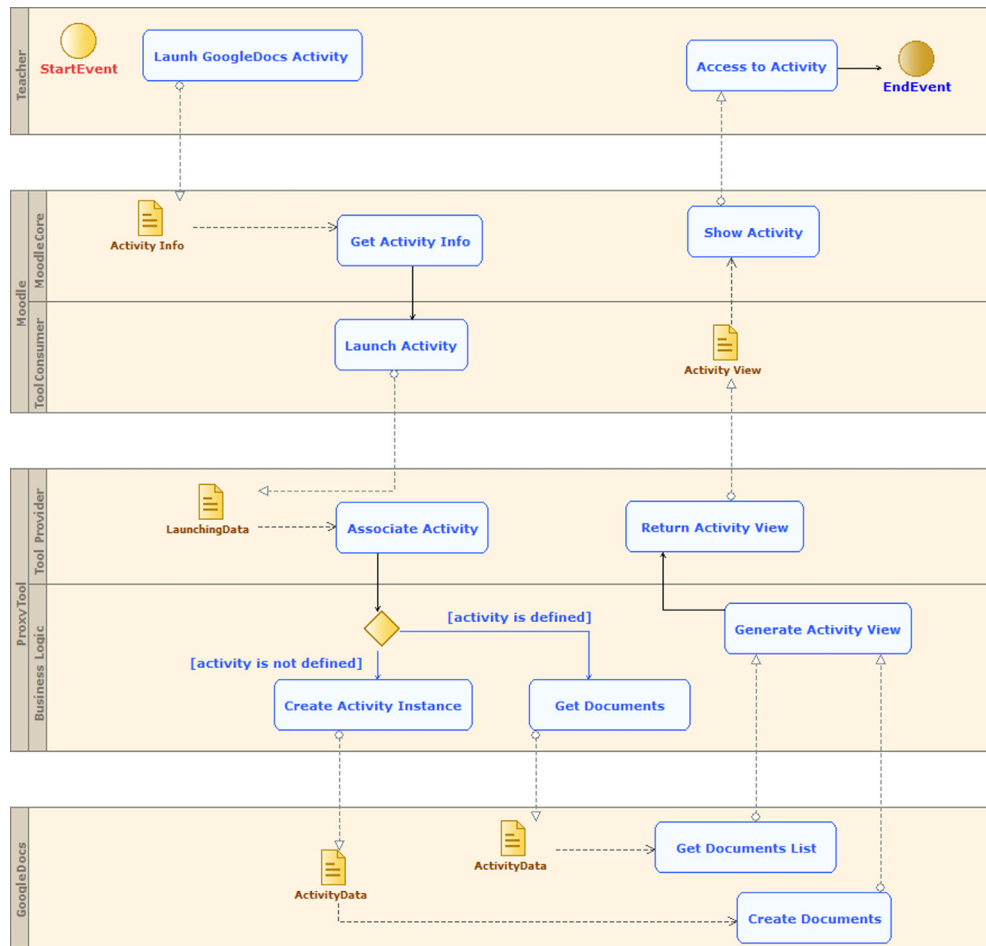 Teacher
StartEvent
Launh GoogleDocs Activity
Access to Activity
EndEvent
Moodle
MoodleCore
Activity Info
Get Activity Info
Show Activity
ToolConsumer
Launch Activity
Activity View
ProxyTool
Tool Provider
LaunchingData
Associate Activity
Return Activity View
Business Logic
[activity is defined]
Generate Activity View
[activity is not defined]
Create Activity Instance
Get Documents
GoogleDocs
ActivityData
Get Documents List
ActivityData
Create Documents